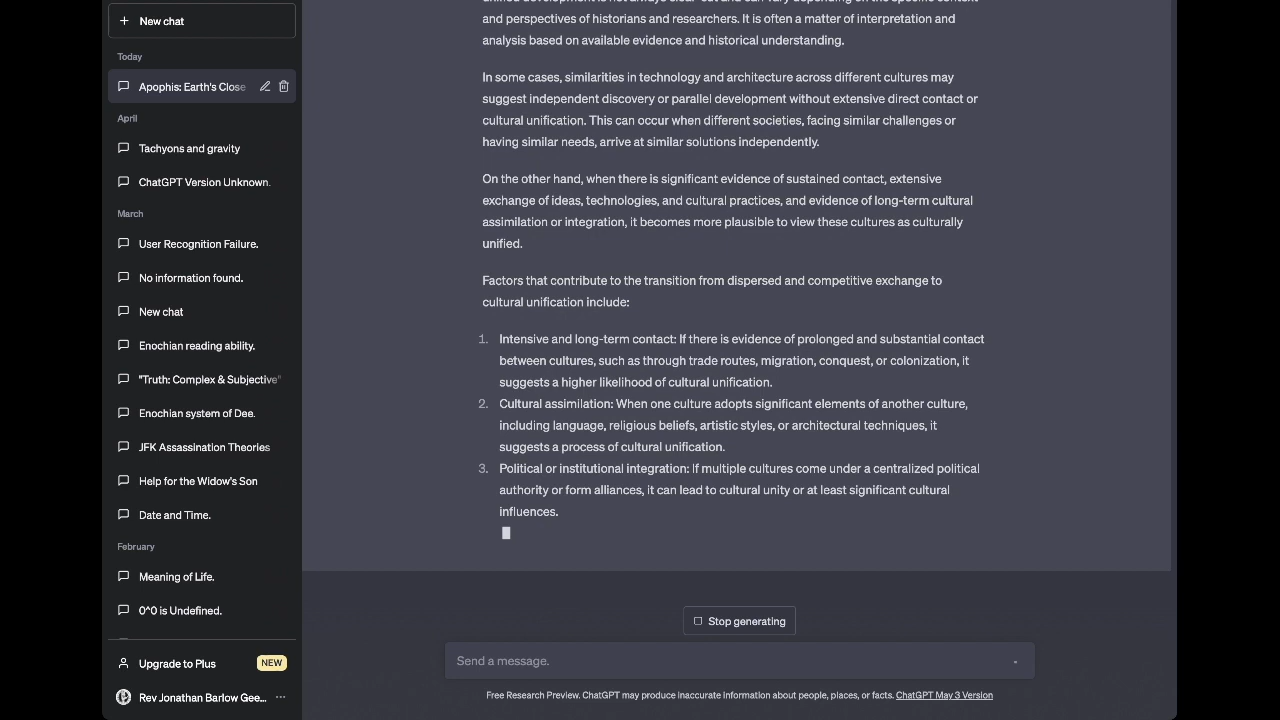 New chat
Today
Apophis: Earth's Close
April
Tachyons and gravity
ChatGPT Version Unknown.
March
User Recognition Failure.
No information found.
New chat
Enochian reading ability.
"Truth: Complex & Subjective"
Enochian system of Dee.
JFK Assassination Theories
Help for the Widow's Son
Date and Time.
February
Meaning of Life.
0^0 is Undefined.
Upgrade to Plus NEW
Rev Jonathan Barlow Gee...
and perspectives of historians and researchers. It is often a matter of interpretation and
analysis based on available evidence and historical understanding.
In some cases, similarities in technology and architecture across different cultures may
suggest independent discovery or parallel development without extensive direct contact or
cultural unification. This can occur when different societies, facing similar challenges or
having similar needs, arrive at similar solutions independently.
On the other hand, when there is significant evidence of sustained contact, extensive
exchange of ideas, technologies, and cultural practices, and evidence of long-term cultural
assimilation or integration, it becomes more plausible to view these cultures as culturally
unified.
Factors that contribute to the transition from dispersed and competitive exchange to
cultural unification include:
1. Intensive and long-term contact: If there is evidence of prolonged and substantial contact
between cultures, such as through trade routes, migration, conquest, or colonization, it
suggests a higher likelihood of cultural unification.
2. Cultural assimilation: When one culture adopts significant elements of another culture,
including language, religious beliefs, artistic styles, or architectural techniques, it
suggests a process of cultural unification.
3. Political or institutional integration: If multiple cultures come under a centralized political
authority or form alliances, it can lead to cultural unity or at least significant cultural
influences.
Stop generating
Send a message.
Free Research Preview. ChatGPT may produce inaccurate information about people, places, or facts. ChatGPT May 3 Version